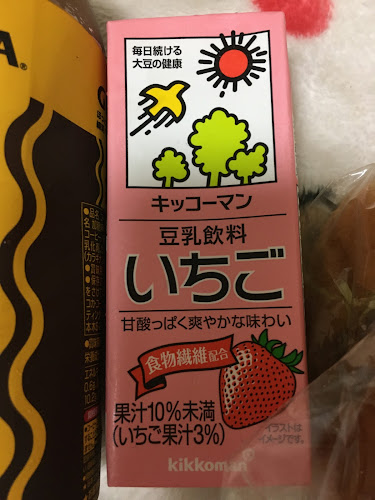 毎日続ける
大豆の健康
キッコーマン
豆乳飲料
いちご
甘酸っぱく爽やかな味わい
食物繊維配合
果汁10%未満
(いちご果汁3%)
イラストは
イメージです。
kikkoman
A®